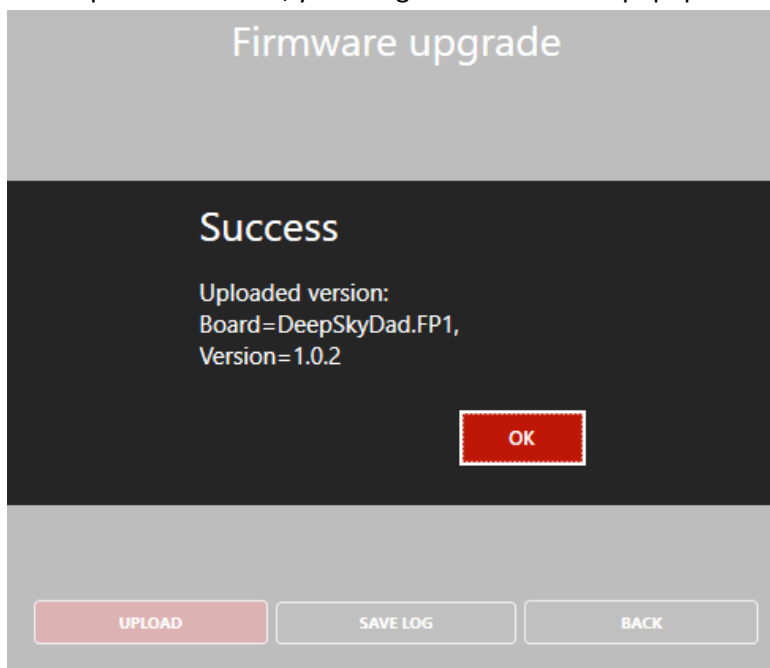 Firmware upgrade
Success
Uploaded version:
Board=DeepSkyDad.FP1,
Version=1.0.2
OK
UPLOAD SAVE LOG BACK